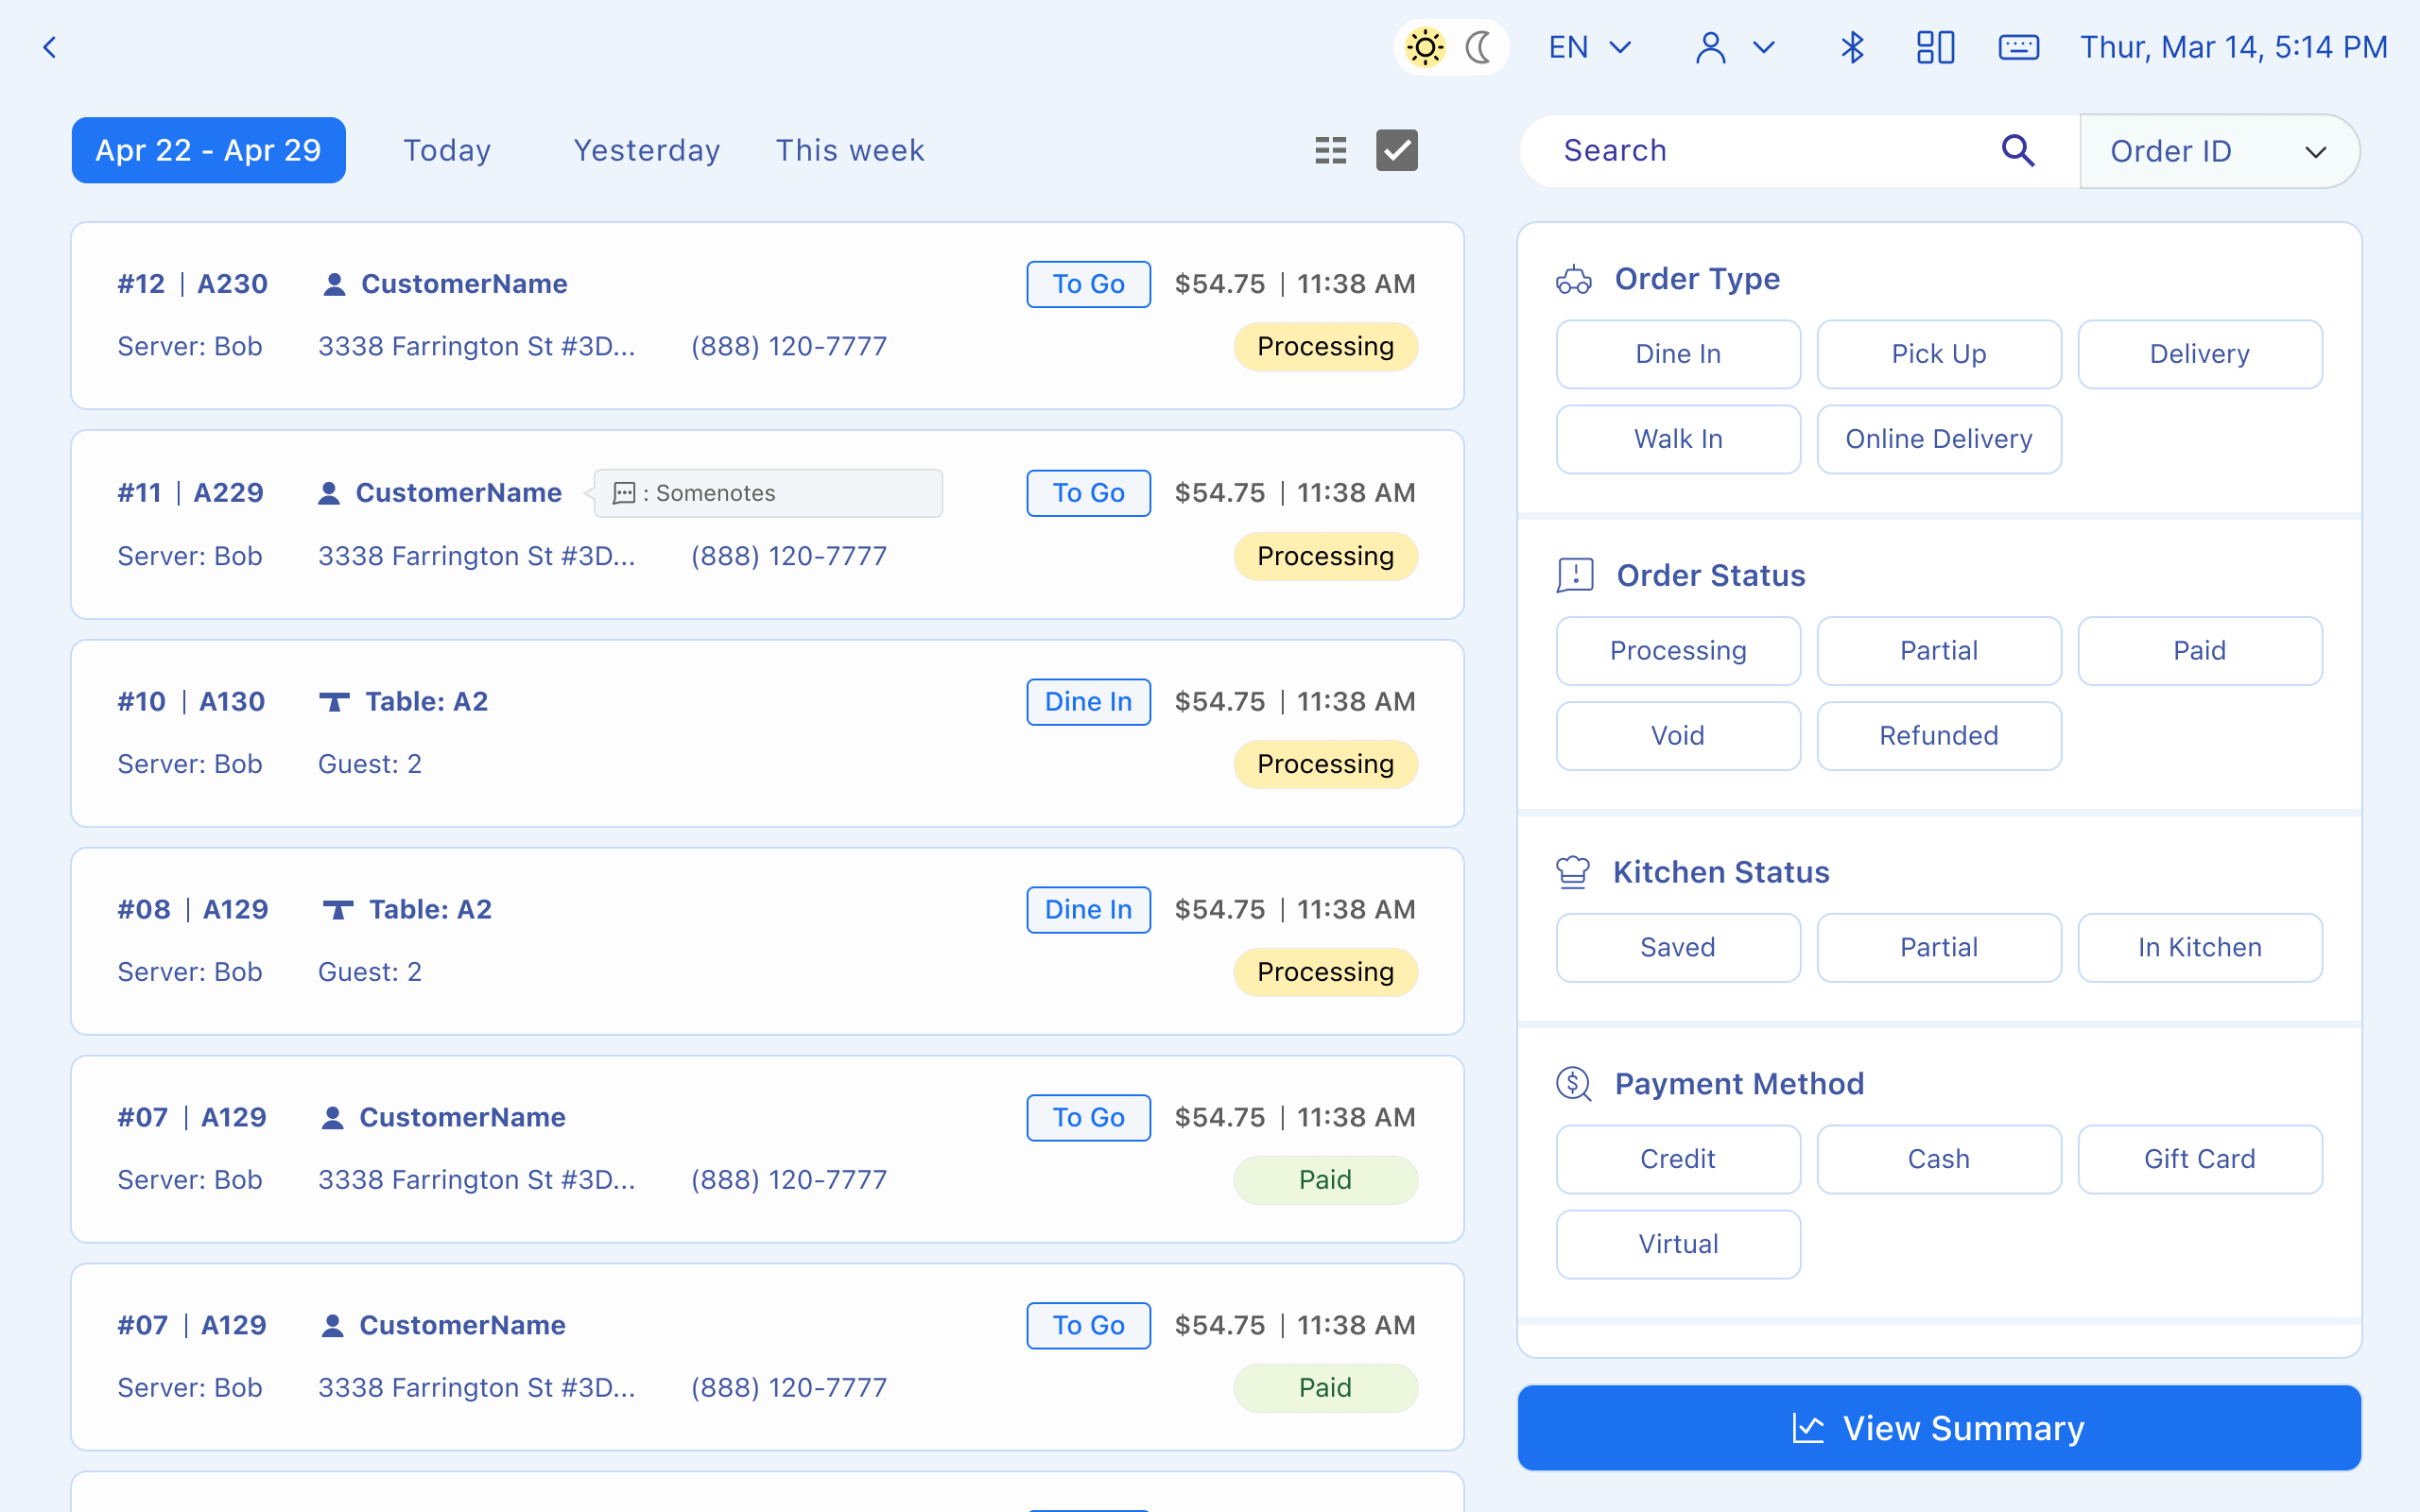 EN
Thur, Mar 14, 5:14 PM
Apr 22 - Apr 29
Today
Yesterday
This week
Search
Order ID
#12 | A230
CustomerName
To Go
$54.75 | 11:38 AM
Server: Bob
3338 Farrington St #3D...
(888) 120-7777
Processing
#11 | A229
CustomerName
: Somenotes
To Go
$54.75 | 11:38 AM
Server: Bob
3338 Farrington St #3D...
(888) 120-7777
Processing
#10 | A130
Table: A2
Dine In
$54.75 | 11:38 AM
Server: Bob
Guest: 2
Processing
#08 | A129
Table: A2
Dine In
$54.75 | 11:38 AM
Server: Bob
Guest: 2
Processing
#07 | A129
CustomerName
To Go
$54.75 | 11:38 AM
Server: Bob
3338 Farrington St #3D...
(888) 120-7777
Paid
#07 | A129
CustomerName
To Go
$54.75 | 11:38 AM
Server: Bob
3338 Farrington St #3D...
(888) 120-7777
Paid
Order Type
Dine In
Pick Up
Delivery
Walk In
Online Delivery
Order Status
Processing
Partial
Paid
Void
Refunded
Kitchen Status
Saved
Partial
In Kitchen
Payment Method
Credit
Cash
Gift Card
Virtual
View Summary